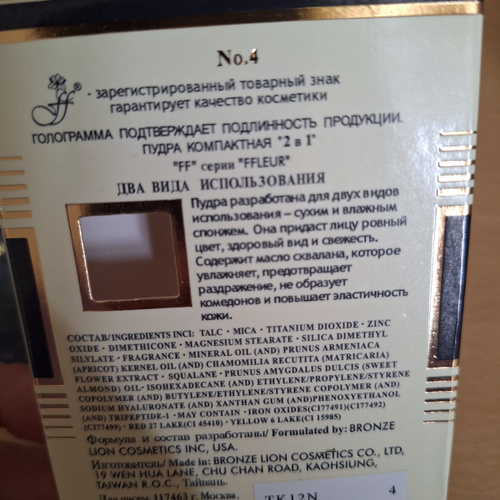 No.4
ff - зарегистрированный товарный знак
гарантирует качество косметики
ГОЛОГРАММА ПОДТВЕРЖДАЕТ ПОДЛИННОСТЬ ПРОДУКЦИИ.
ПУДРА КОМПАКТНАЯ "2 в 1"
"FF" серии "FFLEUR"
ДВА ВИДА ИСПОЛЬЗОВАНИЯ
Пудра разработана для двух видов
использования – сухим и влажным
спонжем. Она придаст лицу ровный
цвет, здоровый вид и свежесть.
Содержит масло сквалана, которое
увлажняет, предотвращает
раздражение, не образует
комедонов и повышает эластичность
кожи.
СОСТАВ/INGREDIENTS INCI: TALC · MICA · TITANIUM DIOXIDE · ZINC
OXIDE · DIMETHICONE · MAGNESIUM STEARATE · SILICA DIMETHYL
SILYLATE · FRAGRANCE · MINERAL OIL (AND) PRUNUS ARMENIACA
(APRICOT) KERNEL OIL (AND) CHAMOMILA RECUTITA (MATRICARIA)
FLOWER EXTRACT · SQUALANE · PRUNUS AMYGDALUS DULCIS (SWEET
ALMOND) OIL · ISOHEXADECANE (AND) ETHYLENE/PROPYLENE/STYRENE
COPOLYMER (AND) BUTYLENE/ETHYLENE/STYRENE COPOLYMER (AND)
SODIUM HYALURONATE (AND) XANTHAN GUM (AND)PHENOXYETHANOL
(AND) TRIPEPTIDE-1 · MAY CONTAIN · IRON OXIDES(CI77491)(CI77492)
(CI77499) · RED 27 LAKE(CI 45410) · YELLOW 6 LAKE(CI 15985)
Формула и состав разработаны/ Formulated by: BRONZE
LION COSMETICS INC, USA.
Изготовитель/ Made in: BRONZE LION COSMETICS CO., LTD,
19 WEN HUA LANE, CHU CHAN ROAD, KAOHSIUNG,
TAIWAN R.O.C., Тайвань.
Для писем: 117463 г. Москва
4
TK12N